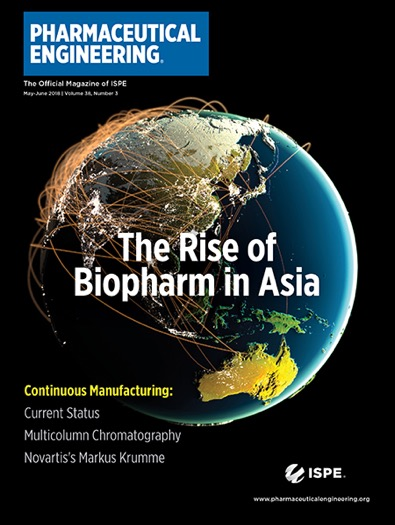 PHARMACEUTICAL
ENGINEERING®
The Official Magazine of ISPE
May-June 2018 | Volume 38, Number 3
The Rise of
Biopharm in Asia
Continuous Manufacturing:
Current Status
Multicolumn Chromatography
Novartis's Markus Krumme
ISPE®
www.pharmaceuticalengineering.org